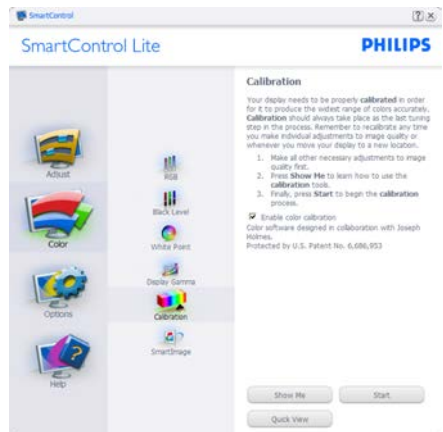 SmartControl
SmartControl Lite
PHILIPS
Adjust
Color
Options
Help
RGB
Black Level
White Point
Display Gamma
Calibration
SmartImage
Calibration
Your display needs to be properly calibrated in order
for it to produce the widest range of colors accurately.
Calibration should always take place as the last tuning
step in the process. Remember to recalibrate any time
you make individual adjustments to image quality or
whenever you move your display to a new location.
1. Make all other necessary adjustments to image
quality first.
2. Press Show Me to learn how to use the
calibration tools.
3. Finally, press Start to begin the calibration
process.
Enable color calibration
Color software designed in collaboration with Joseph
Holmes.
Protected by U.S. Patent No. 6,686,953
Show Me
Start
Quick View